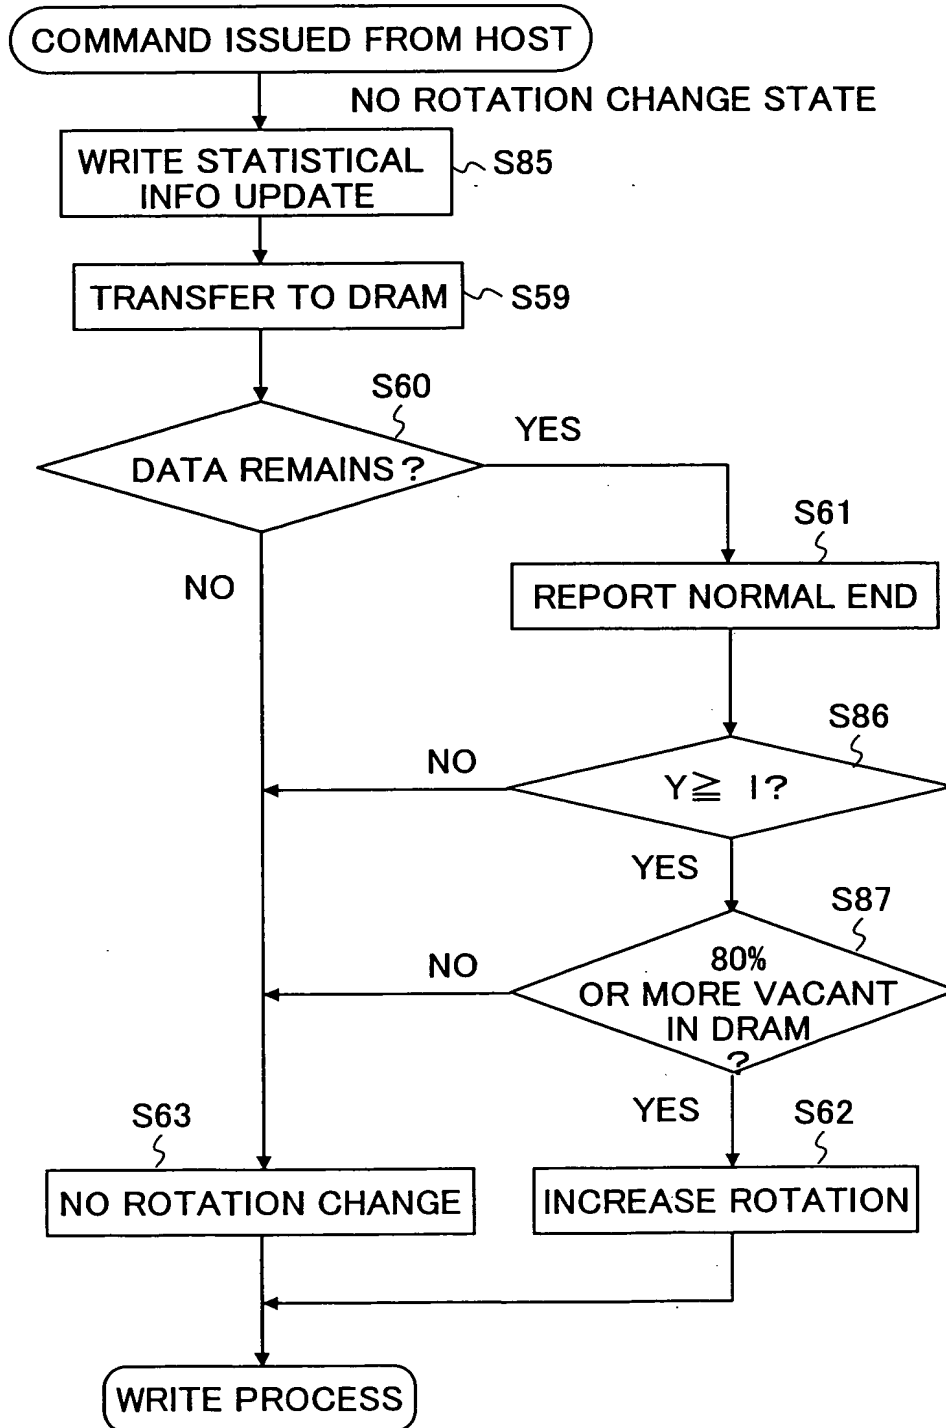 COMMAND ISSUED FROM HOST
NO ROTATION CHANGE STATE
WRITE STATISTICAL
INFO UPDATE
S85
TRANSFER TO DRAM
S59
S60
YES
DATA REMAINS?
S61
NO
REPORT NORMAL END
S86
NO
Y≧ I?
YES
S87
NO
80%
OR MORE VACANT
IN DRAM
?
YES
S63
S62
NO ROTATION CHANGE
INCREASE ROTATION
WRITE PROCESS